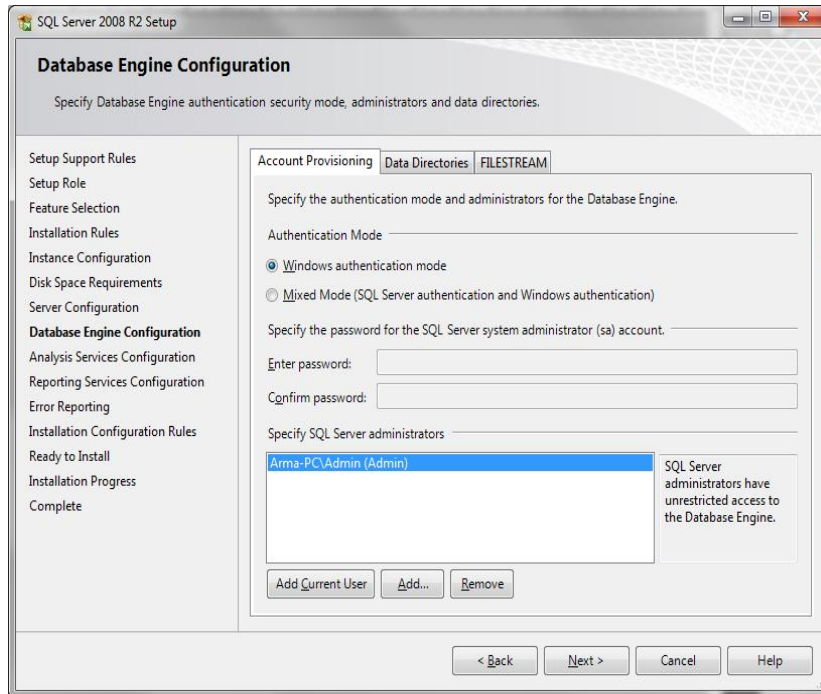 SQL Server 2008 R2 Setup
Database Engine Configuration
Specify Database Engine authentication security mode, administrators and data directories.
Setup Support Rules
Setup Role
Feature Selection
Installation Rules
Instance Configuration
Disk Space Requirements
Server Configuration
Database Engine Configuration
Analysis Services Configuration
Reporting Services Configuration
Error Reporting
Installation Configuration Rules
Ready to Install
Installation Progress
Complete
Account Provisioning Data Directories FILESTREAM
Specify the authentication mode and administrators for the Database Engine.
Authentication Mode
Windows authentication mode
Mixed Mode (SQL Server authentication and Windows authentication)
Specify the password for the SQL Server system administrator (sa) account.
Enter password:
Confirm password:
Specify SQL Server administrators
Arma-PC\Admin (Admin)
SQL Server
administrators have
unrestricted access to
the Database Engine.
Add Current User Add... Remove
< Back Next > Cancel Help